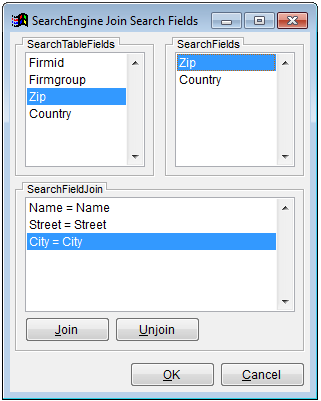 SearchEngine Join Search Fields
SearchTableFields
Firmid
Firmgroup
Zip
Country
SearchFields
Zip
Country
SearchFieldJoin
Name = Name
Street = Street
City = City
Join
Unjoin
OK
Cancel